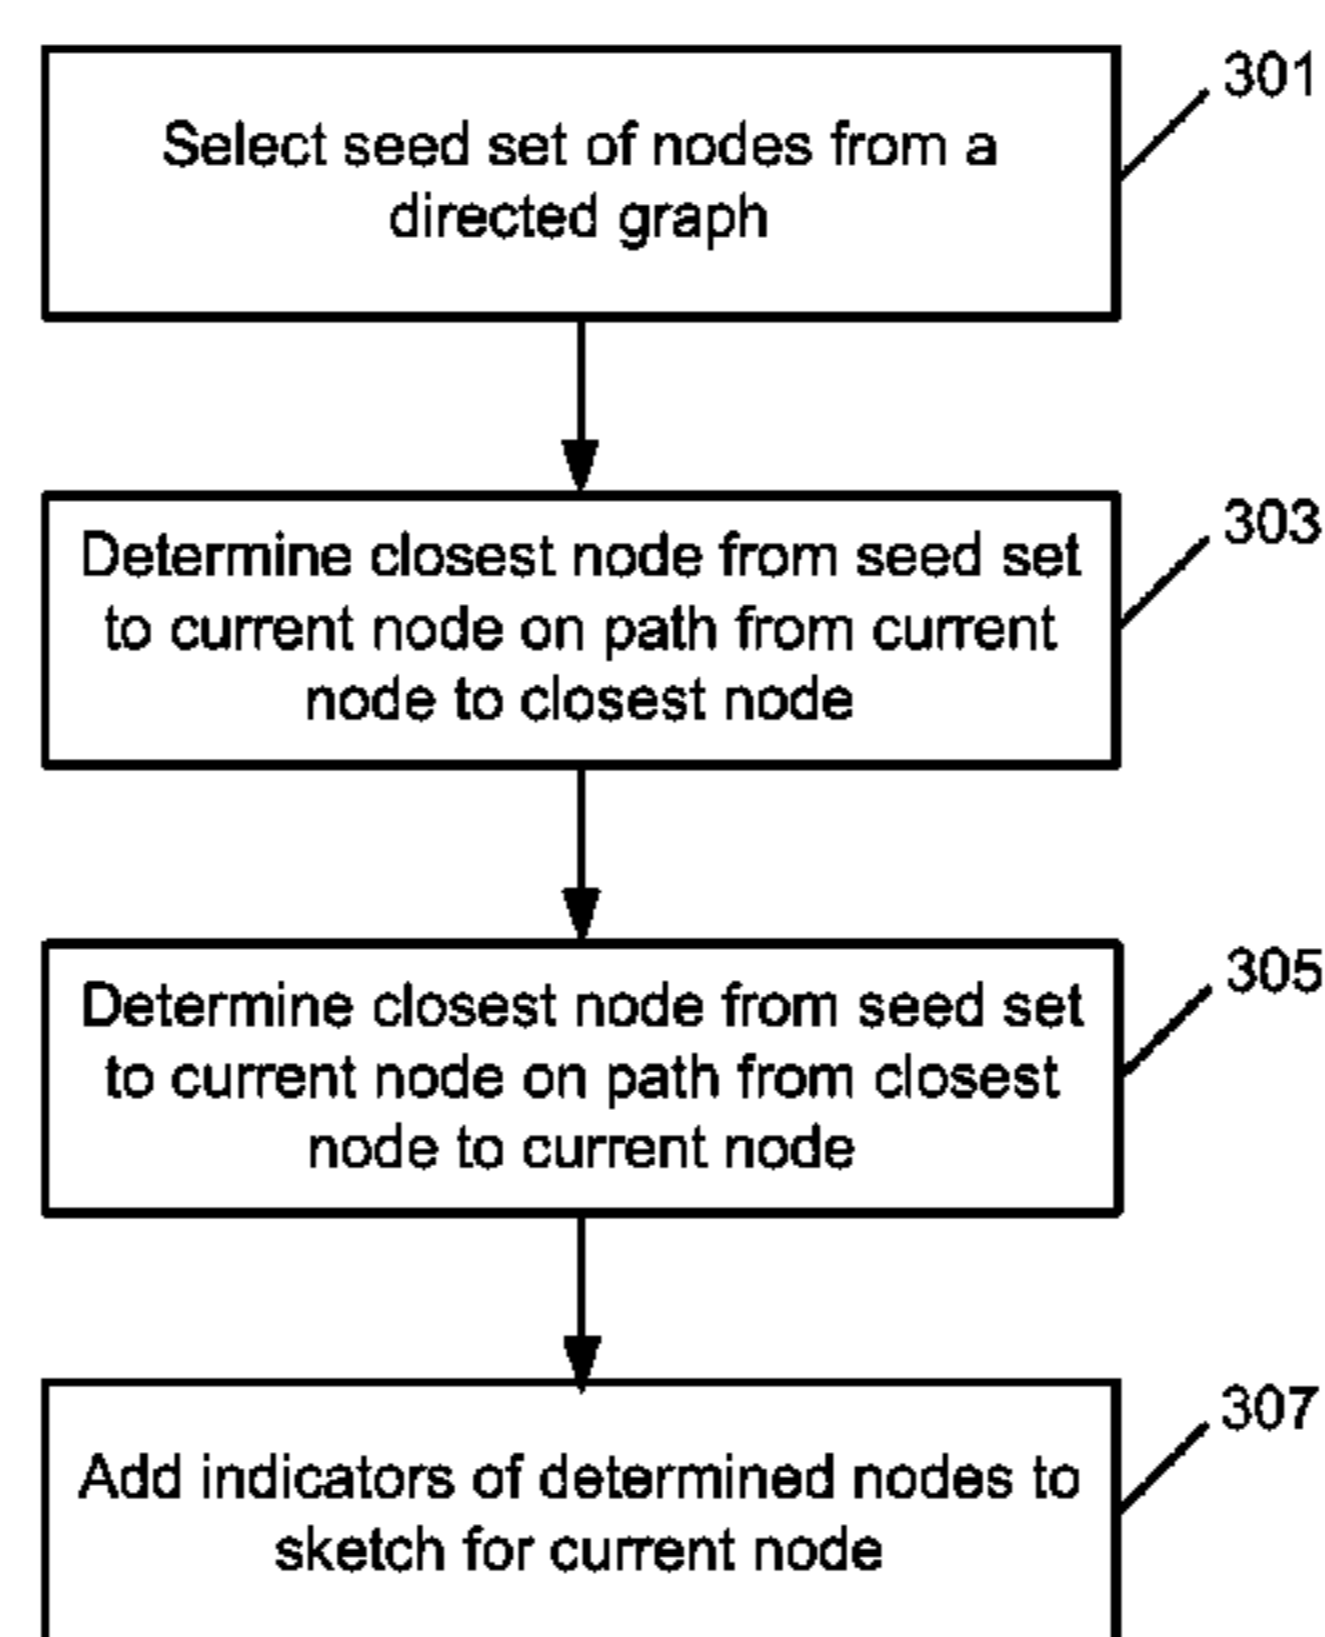 301
Select seed set of nodes from a
directed graph
303
Determine closest node from seed set
to current node on path from current
node to closest node
305
Determine closest node from seed set
to current node on path from closest
node to current node
307
Add indicators of determined nodes to
sketch for current node